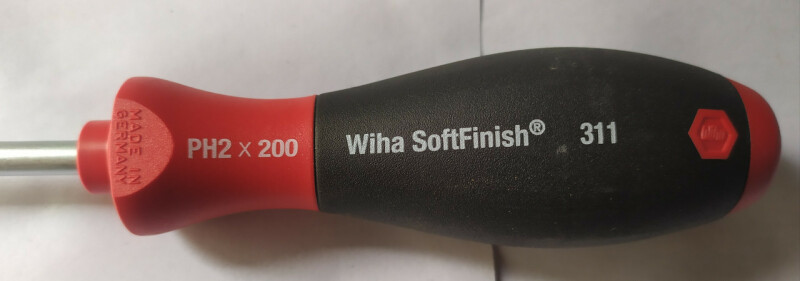 MADE IN
GERMANY
PH2 x 200
Wiha SoftFinish® 311